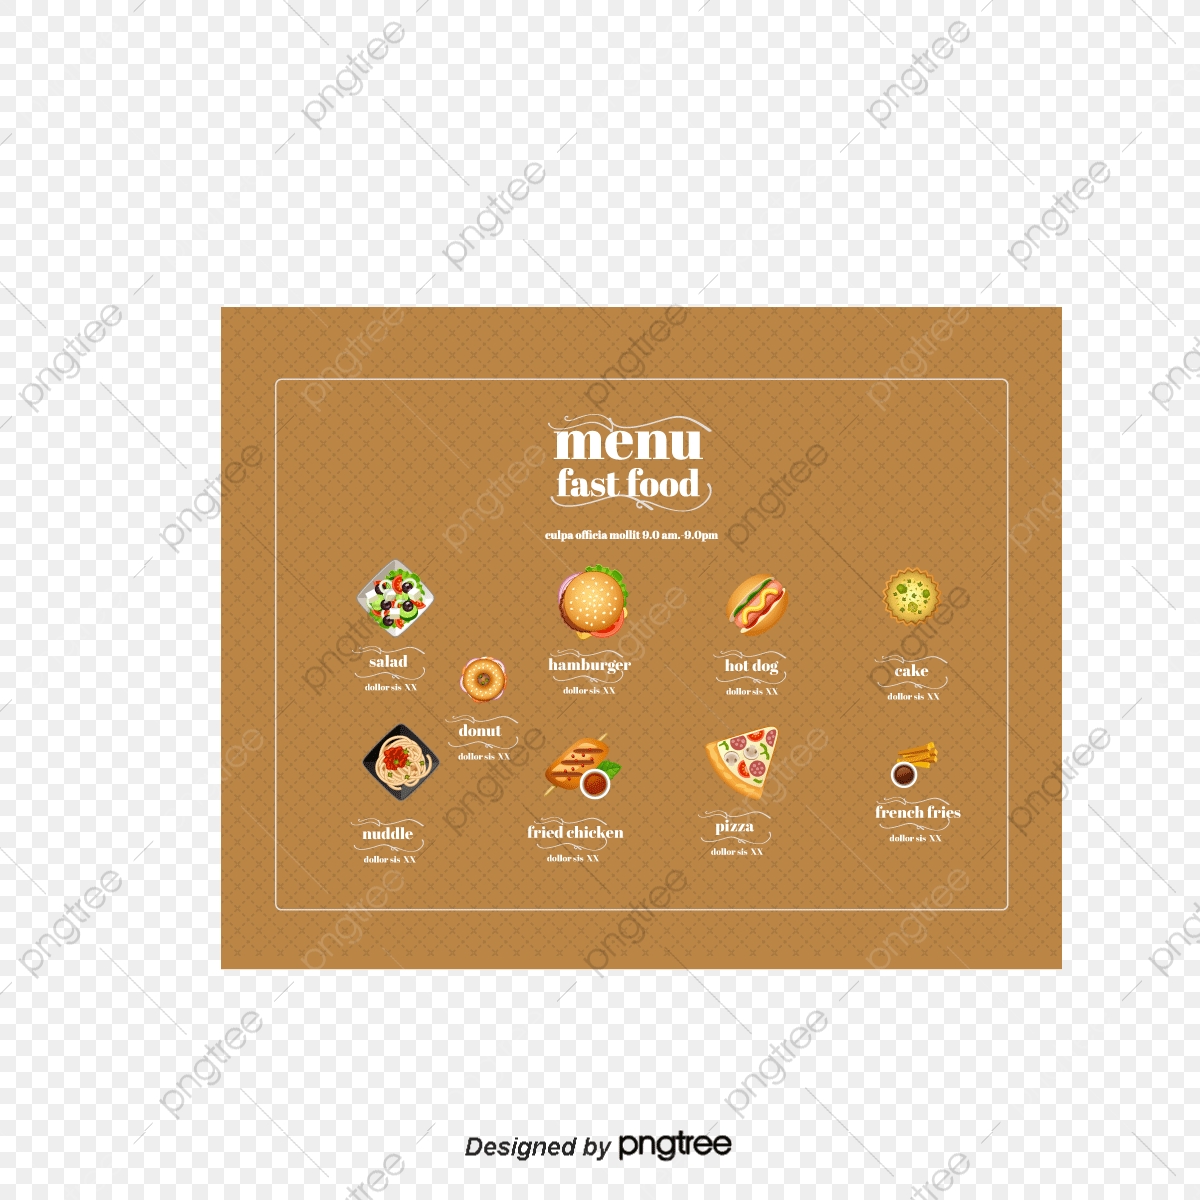 menu
fast food
culpa officia mollit 9.0 am.-9.0pm
salad
dollor sis XX
hamburger
dollor sis XX
hot dog
dollor sis XX
cake
dollor sis XX
donut
dollor sis XX
nuddle
dollor sis XX
fried chicken
dollor sis XX
pizza
dollor sis XX
french fries
dollor sis XX
Designed by pngtree
pngtree